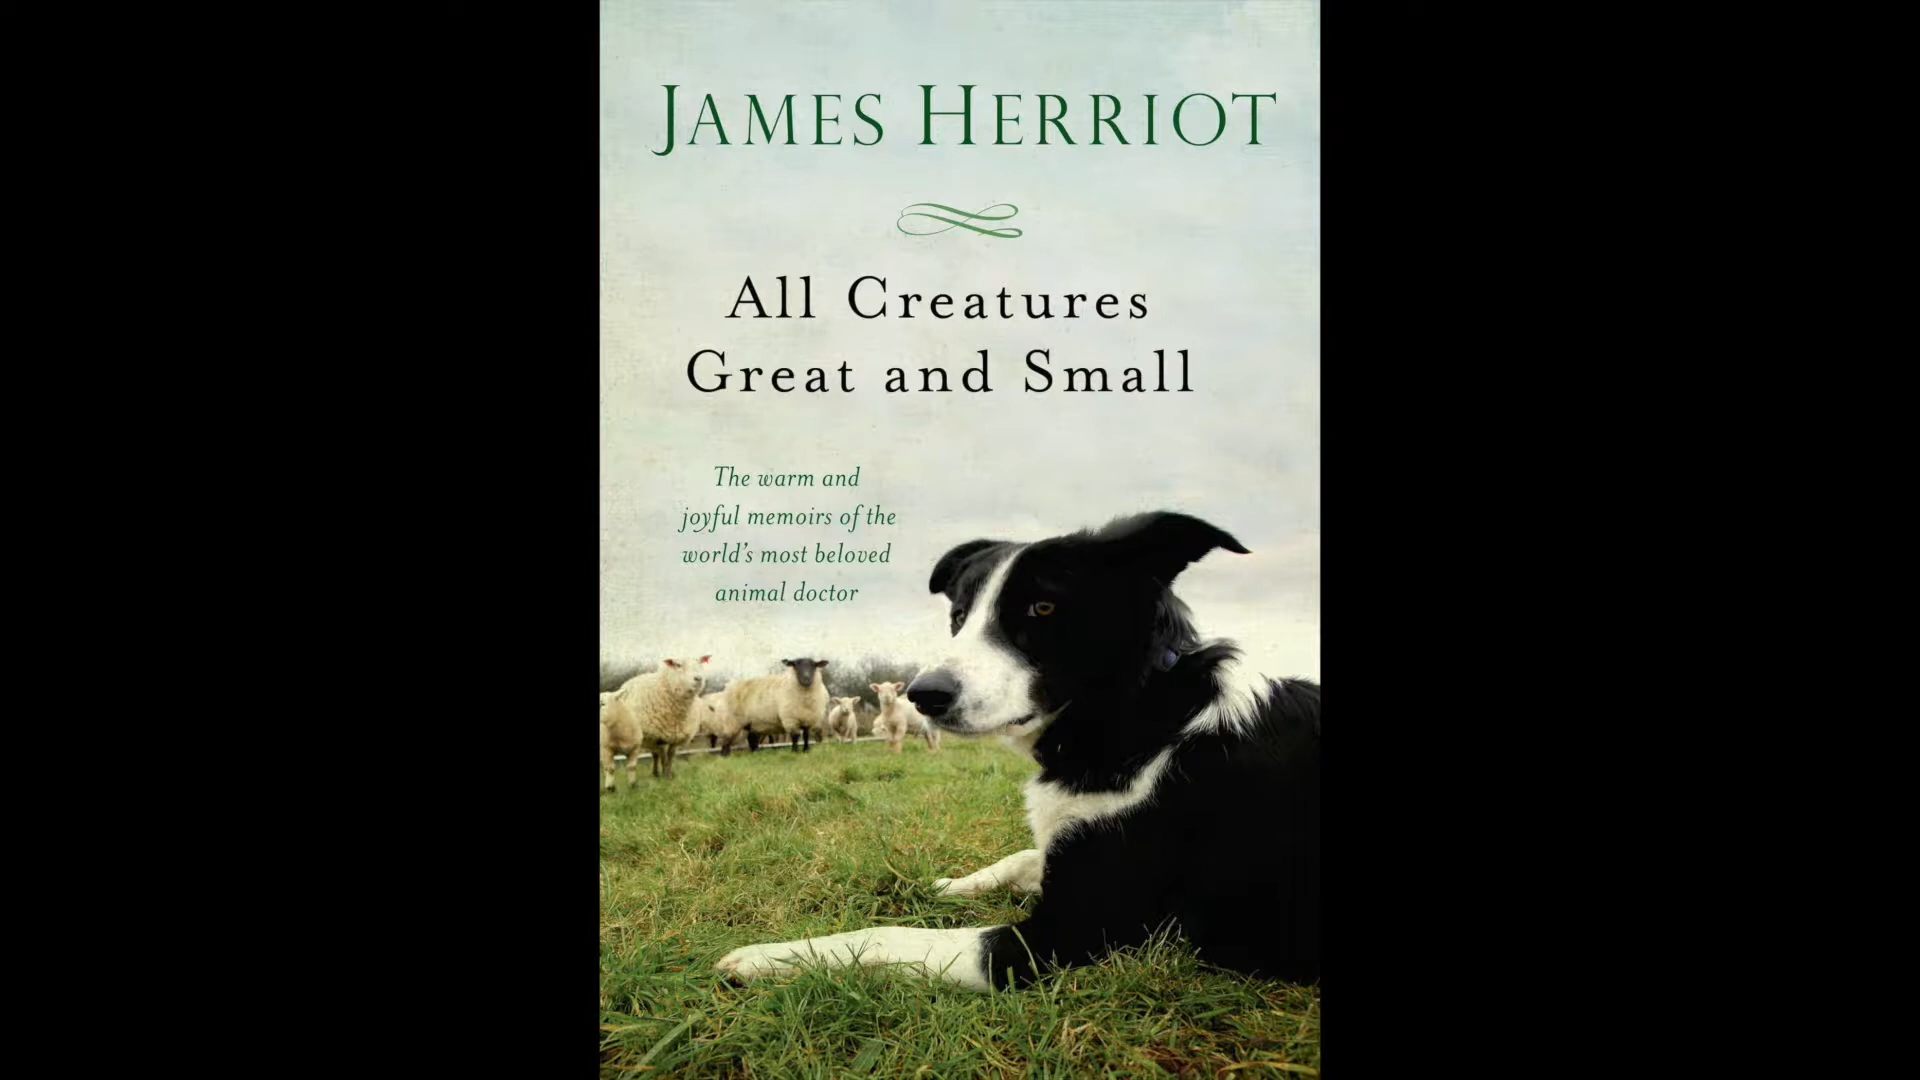 JAMES HERRIOT
All Creatures
Great and Small
The warm and
joyful memoirs of the
world's most beloved
animal doctor